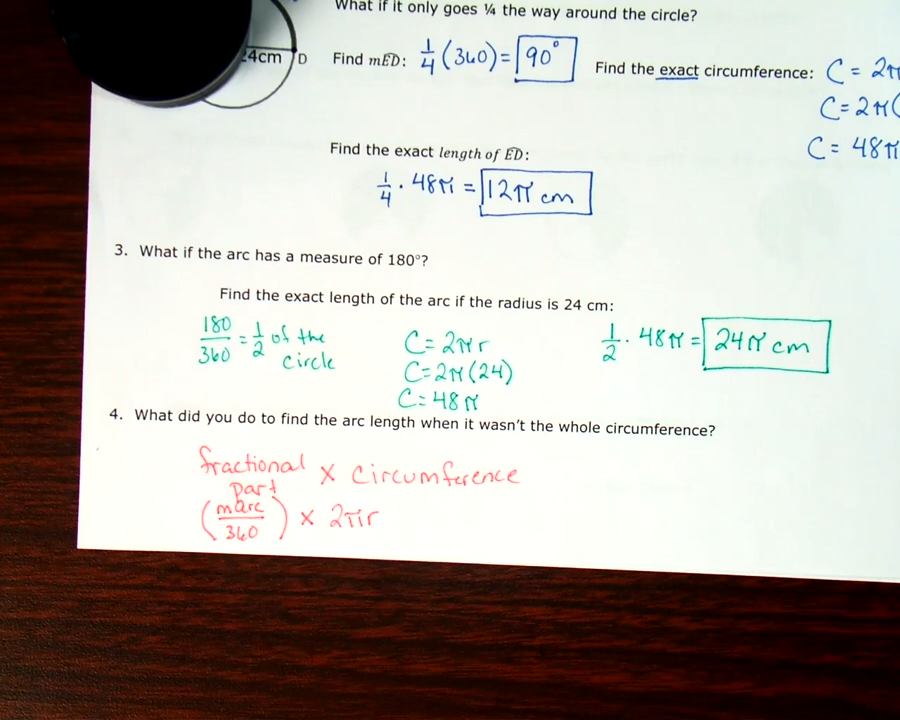 What if it only goes ¼ the way around the circle?
24cm D
Find mED: 1/4 (360) = 90°
Find the exact circumference: C = 2π
C = 2π(
C = 48π
Find the exact length of ED:
1/4 · 48π = 12π cm
3. What if the arc has a measure of 180°?
Find the exact length of the arc if the radius is 24 cm:
180/360 = 1/2 of the circle
C = 2πr
C = 2π(24)
C = 48π
1/2 · 48π = 24π cm
4. What did you do to find the arc length when it wasn't the whole circumference?
fractional part x circumference
(marc/360) x 2πr